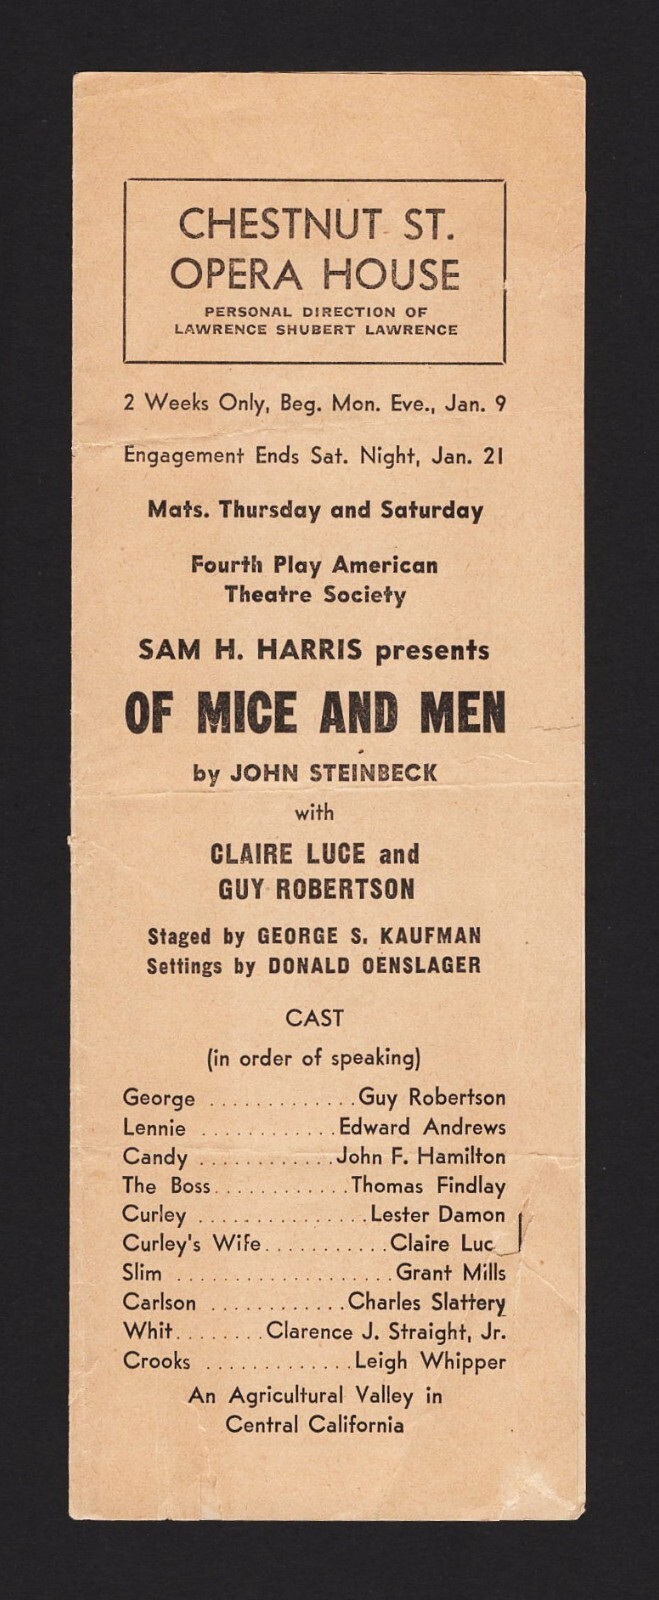 CHESTNUT ST.
OPERA HOUSE
PERSONAL DIRECTION OF
LAWRENCE SHUBERT LAWRENCE
2 Weeks Only, Beg. Mon. Eve., Jan. 9
Engagement Ends Sat. Night, Jan. 21
Mats. Thursday and Saturday
Fourth Play American
Theatre Society
SAM H. HARRIS presents
OF MICE AND MEN
by JOHN STEINBECK
with
CLAIRE LUCE and
GUY ROBERTSON
Staged by GEORGE S. KAUFMAN
Settings by DONALD OENSLAGER
CAST
(in order of speaking)
George .............Guy Robertson
Lennie ............Edward Andrews
Candy ............John F. Hamilton
The Boss............Thomas Findlay
Curley ...............Lester Damon
Curley's Wife...........Claire Luc
Slim ...................Grant Mills
Carlson ............Charles Slattery
Whit........Clarence J. Straight, Jr.
Crooks .............Leigh Whipper
An Agricultural Valley in
Central California